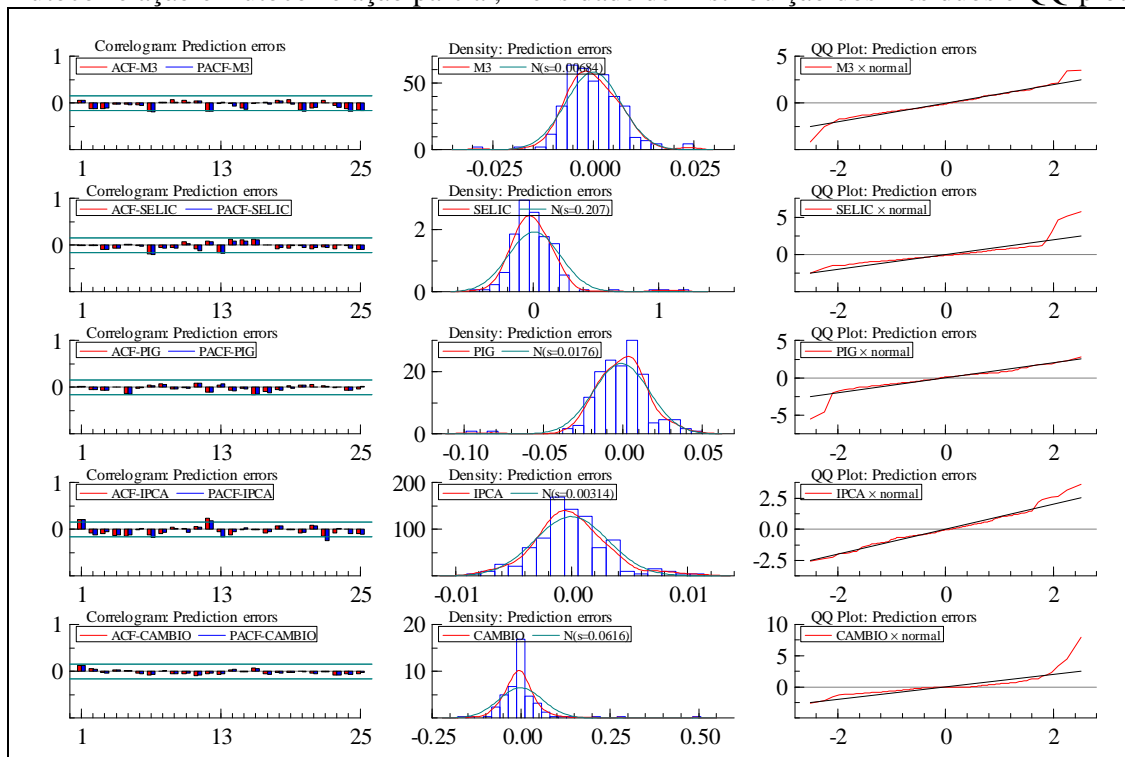 Correlogram: Prediction errors
ACF-M3 PACF-M3
1
0
1 13 25
Density: Prediction errors
M3 N(s=0.00684)
50
0
-0.025 0.000 0.025
QQ Plot: Prediction errors
M3 × normal
5
0
-2 0 2
Correlogram: Prediction errors
ACF-SELIC PACF-SELIC
1
0
1 13 25
Density: Prediction errors
SELIC N(s=0.207)
2
0
0 1
QQ Plot: Prediction errors
SELIC × normal
5
0
-2 0 2
Correlogram: Prediction errors
ACF-PIG PACF-PIG
1
0
1 13 25
Density: Prediction errors
PIG N(s=0.0176)
20
0
-0.10 -0.05 0.00 0.05
QQ Plot: Prediction errors
PIG × normal
5
0
-5
-2 0 2
Correlogram: Prediction errors
ACF-IPCA PACF-IPCA
1
0
1 13 25
Density: Prediction errors
IPCA N(s=0.00314)
200
100
0
-0.01 0.00 0.01
QQ Plot: Prediction errors
IPCA × normal
2.5
0.0
-2.5
-2 0 2
Correlogram: Prediction errors
ACF-CAMBIO PACF-CAMBIO
1
0
1 13 25
Density: Prediction errors
CAMBIO N(s=0.0616)
20
10
0
-0.25 0.00 0.25 0.50
QQ Plot: Prediction errors
CAMBIO × normal
10
5
0
-2 0 2